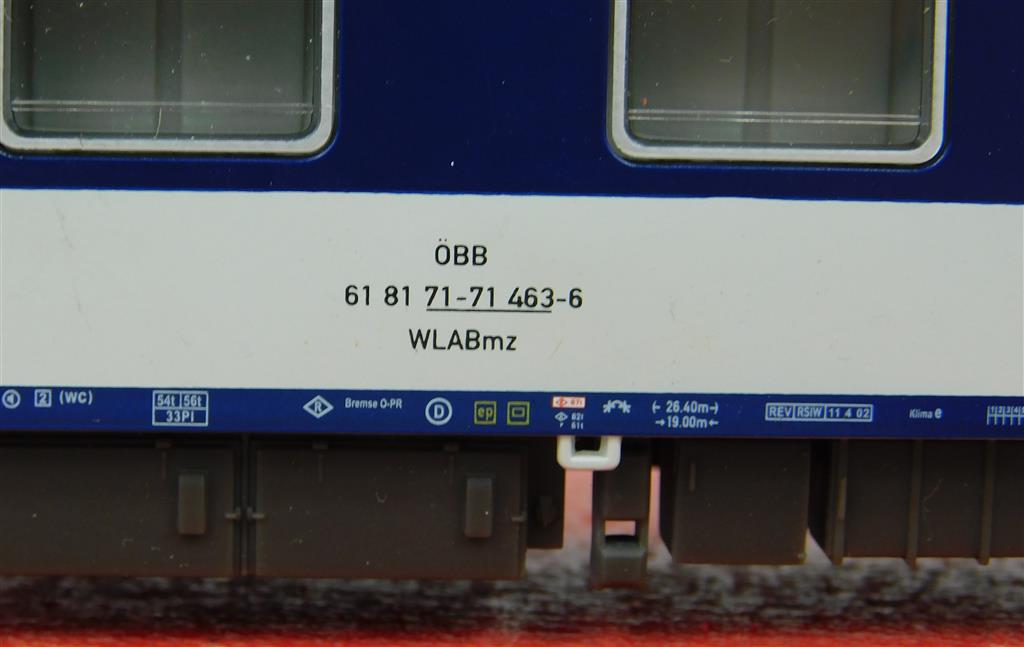 ÖBB
61 81 71-71 463-6
WLABmz
2 (WC)
54t 56t
33Pl
R
Bremse O-PR
D
ep
26.40m
19.00m
REV RSIW 11 4 02
Klima e